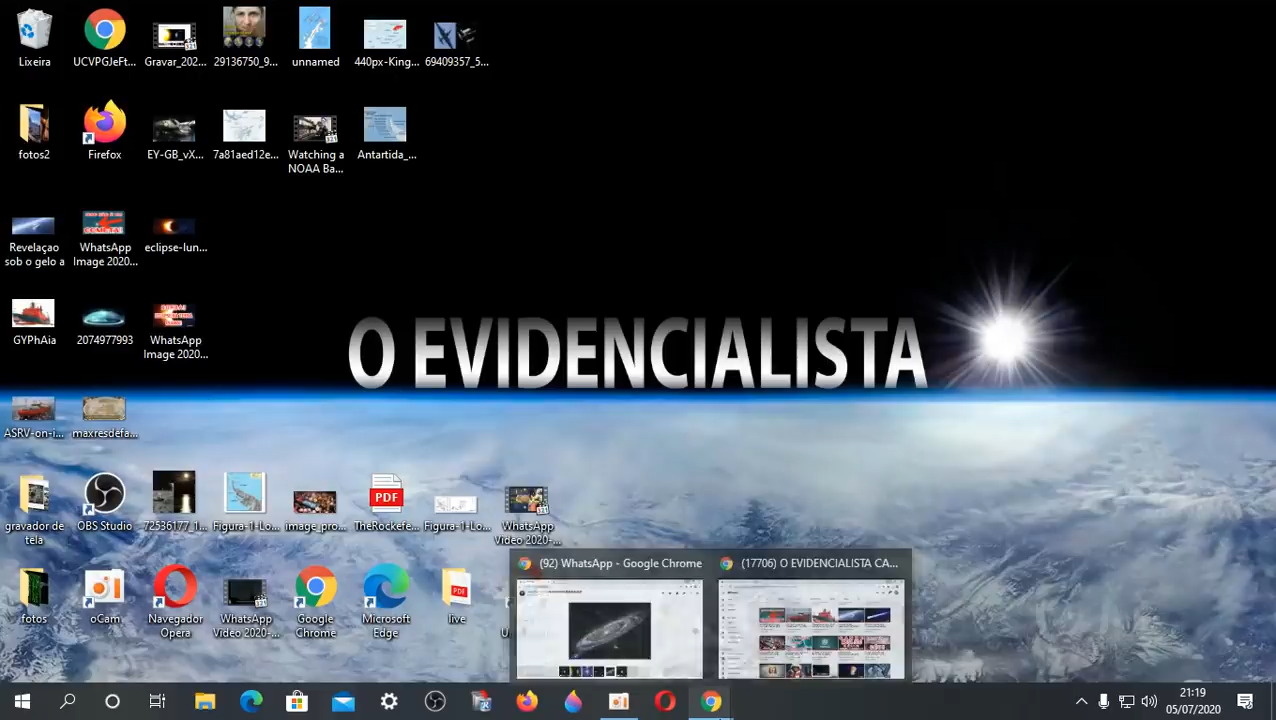 Lixeira
UCVPGJeFt...
Gravar_202...
29136750_9...
unnamed
440px-King...
69409357_5...
fotos2
Firefox
EY-GB_vX...
7a81aed12e...
Watching a
NOAA Ba...
Antartida_...
Revelaçao
sob o gelo a
WhatsApp
Image 2020...
eclipse-lun...
GYPhAia
2074977993
WhatsApp
Image 2020...
O EVIDENCIALISTA
ASRV-on-i...
maxresdefa...
gravador de
tela
OBS Studio
72536177_1...
Figura-1-Lo...
image_pro...
PDF
TheRockefe...
Figura-1-Lo...
WhatsApp
Video 2020-...
(92) WhatsApp - Google Chrome
(17706) O EVIDENCIALISTA CA...
fotos
oCam
Navegador
Opera
WhatsApp
Video 2020-...
Google
Chrome
Microsoft
Edge
PDF
live
21:19
05/07/2020